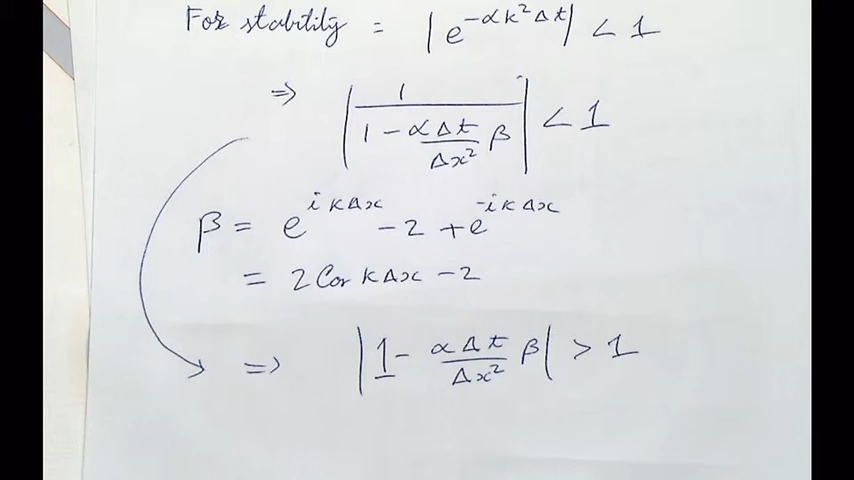 For stability = |e^{-αk²Δt}| < 1
⇒ |1 / (1 - αΔt/Δx² β)| < 1
β = e^{ikΔx} - 2 + e^{-ikΔx}
= 2 Cos kΔx - 2
⇒ |1 - αΔt/Δx² β| > 1